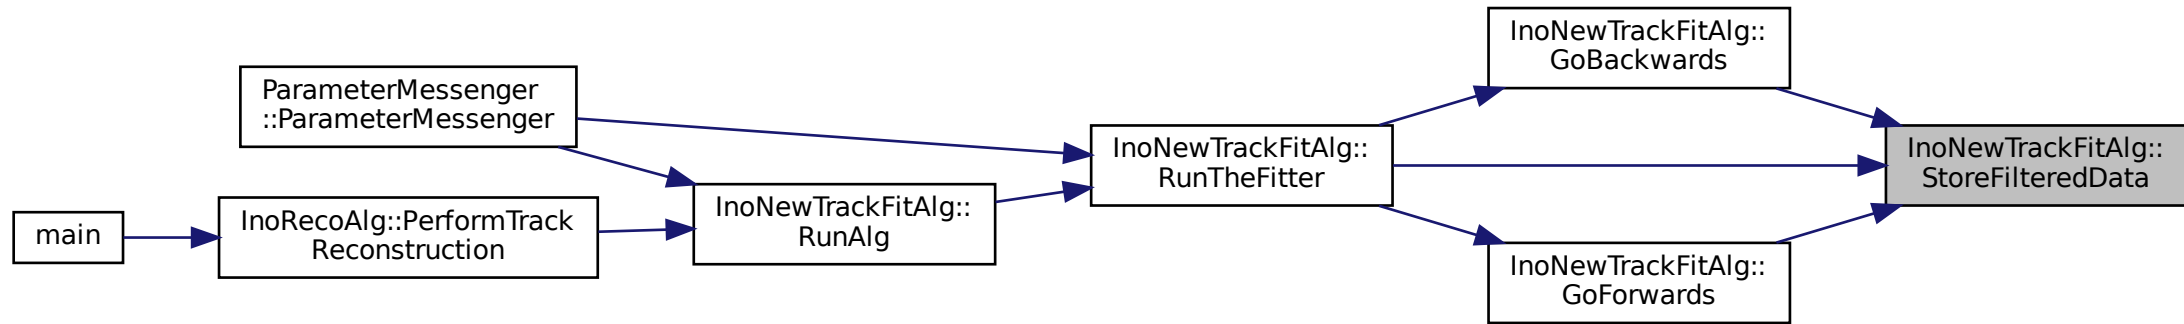 main
InoRecoAlg::PerformTrack
Reconstruction
ParameterMessenger
::ParameterMessenger
InoNewTrackFitAlg::
RunAlg
InoNewTrackFitAlg::
RunTheFitter
InoNewTrackFitAlg::
GoBackwards
InoNewTrackFitAlg::
GoForwards
InoNewTrackFitAlg::
StoreFilteredData